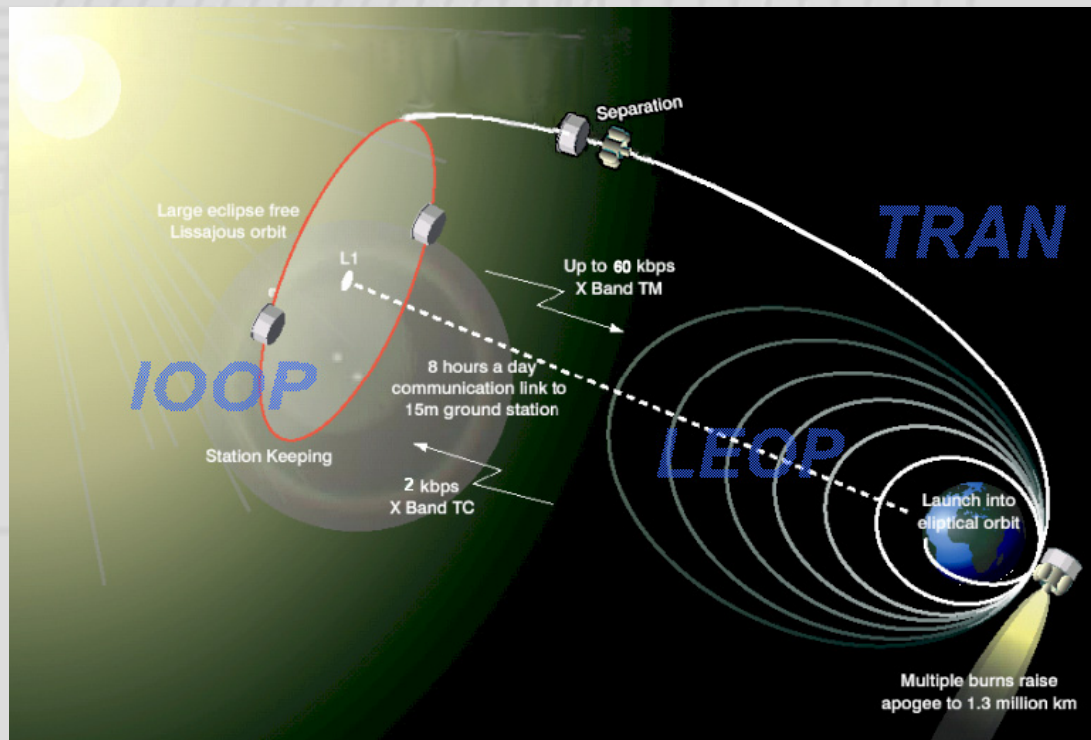 Separation
TRAN
Large eclipse free
Lissajous orbit
L1
Up to 60 kbps
X Band TM
IOOP
8 hours a day
communication link to
15m ground station
LEOP
Station Keeping
2 kbps
X Band TC
Launch into
eliptical orbit
Multiple burns raise
apogee to 1.3 million km